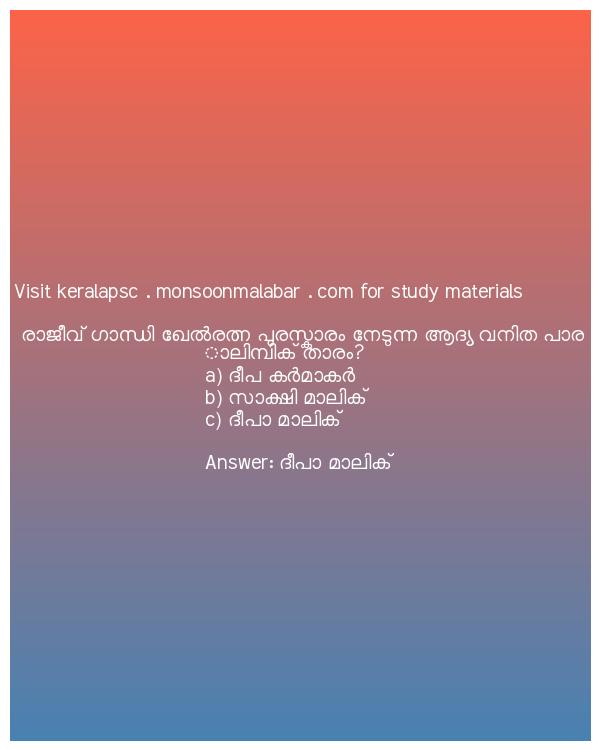 Visit keralapsc . monsoonmalabar . com for study materials
രാജീവ് ഗാന്ധി ഖേൽരത്ന പുരസ്കാരം നേടുന്ന ആദ്യ വനിത പാര
ാലിമ്പിക് താരം?
a) ദീപ കർമാകർ
b) സാക്ഷി മാലിക്
c) ദീപാ മാലിക്
Answer: ദീപാ മാലിക്